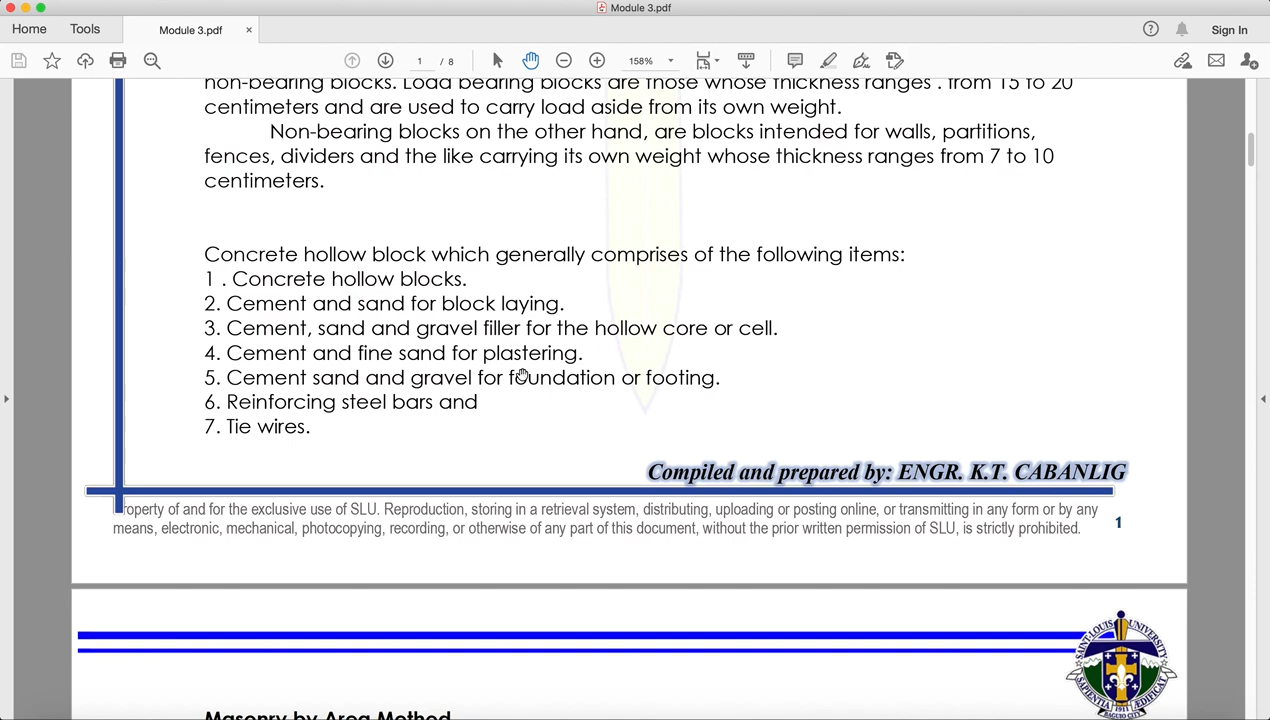 Module 3.pdf
Home Tools Module 3.pdf × Sign In
1 / 8 158%
non-bearing blocks. Load bearing blocks are those whose thickness ranges . from 15 to 20
centimeters and are used to carry load aside from its own weight.
Non-bearing blocks on the other hand, are blocks intended for walls, partitions,
fences, dividers and the like carrying its own weight whose thickness ranges from 7 to 10
centimeters.
Concrete hollow block which generally comprises of the following items:
1 . Concrete hollow blocks.
2. Cement and sand for block laying.
3. Cement, sand and gravel filler for the hollow core or cell.
4. Cement and fine sand for plastering.
5. Cement sand and gravel for foundation or footing.
6. Reinforcing steel bars and
7. Tie wires.
Compiled and prepared by: ENGR. K.T. CABANLIG
roperty of and for the exclusive use of SLU. Reproduction, storing in a retrieval system, distributing, uploading or posting online, or transmitting in any form or by any
means, electronic, mechanical, photocopying, recording, or otherwise of any part of this document, without the prior written permission of SLU, is strictly prohibited.
1
SAINT LOUIS UNIVERSITY
SAPIENTIA AEDIFICAT
1911
BAGUIO CITY
Masonry by Area Method